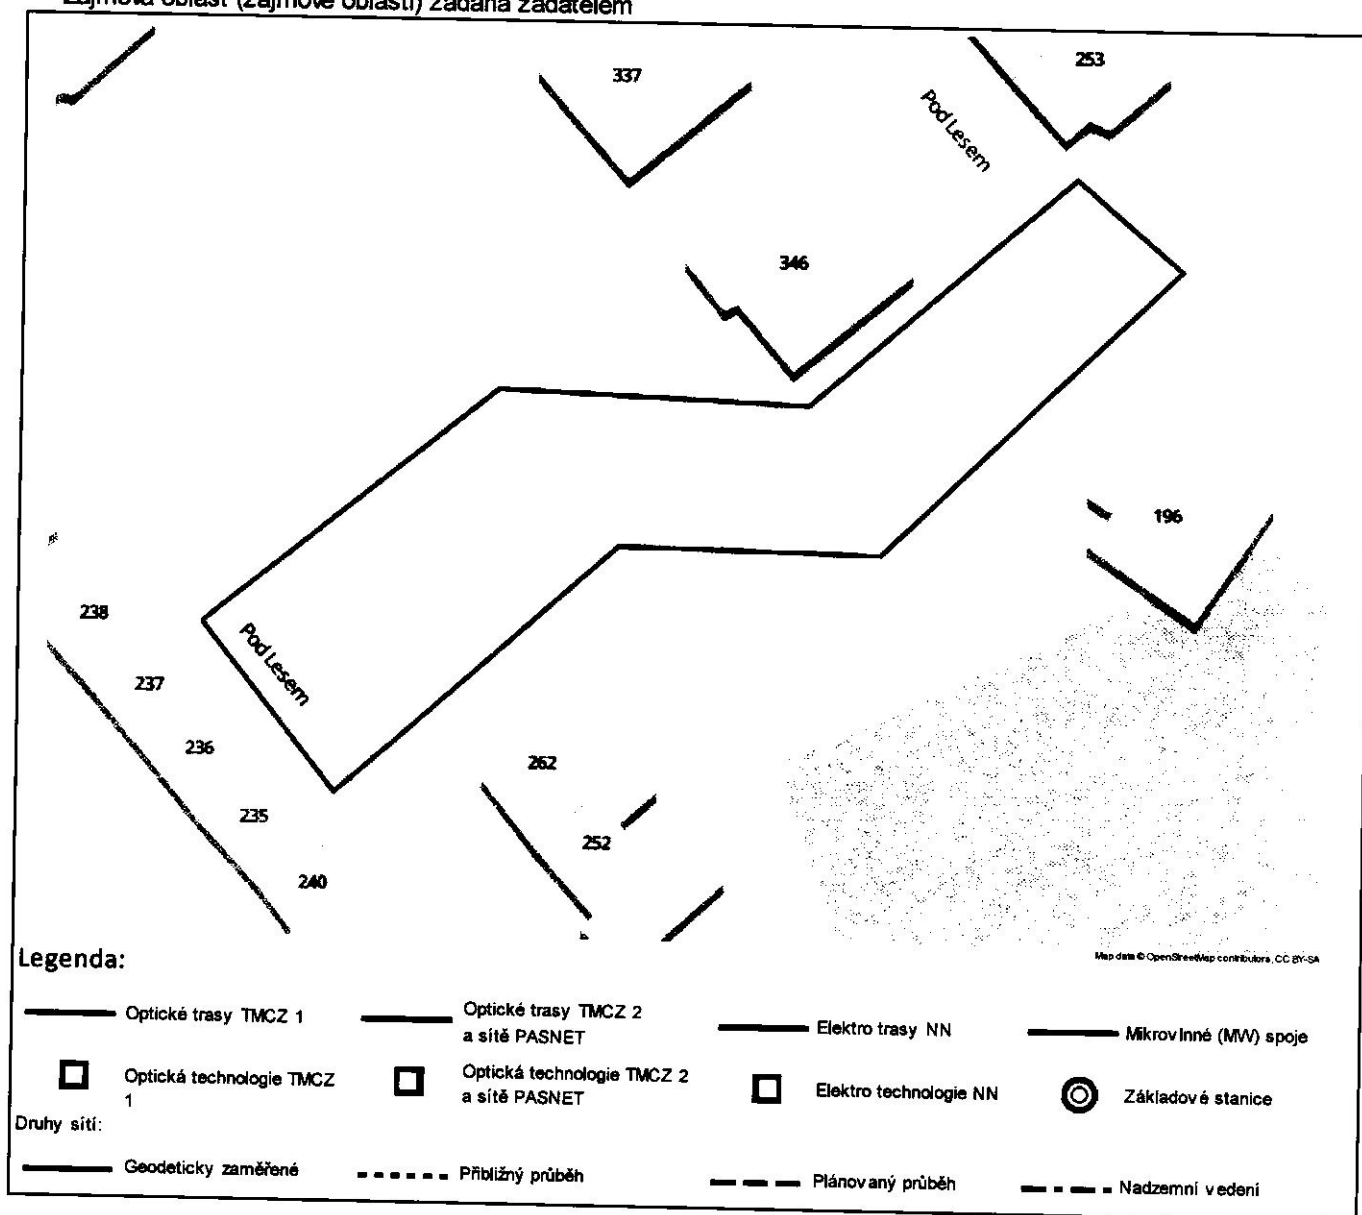 Zájmová oblast (zájmové oblasti) zadaná žadatelem
337
253
Pod Lesem
346
196
238
Pod Lesem
237
236
262
235
252
240
Map data © OpenStreetMap contributors, CC BY-SA
Legenda:
Optické trasy TMCZ 1
Optické trasy TMCZ 2
a sítě PASNET
Elektro trasy NN
Mikrovlnné (MW) spoje
Optická technologie TMCZ
1
Optická technologie TMCZ 2
a sítě PASNET
Elektro technologie NN
Základové stanice
Druhy sítí:
Geodeticky zaměřené
Přibližný průběh
Plánovaný průběh
Nadzemní vedení